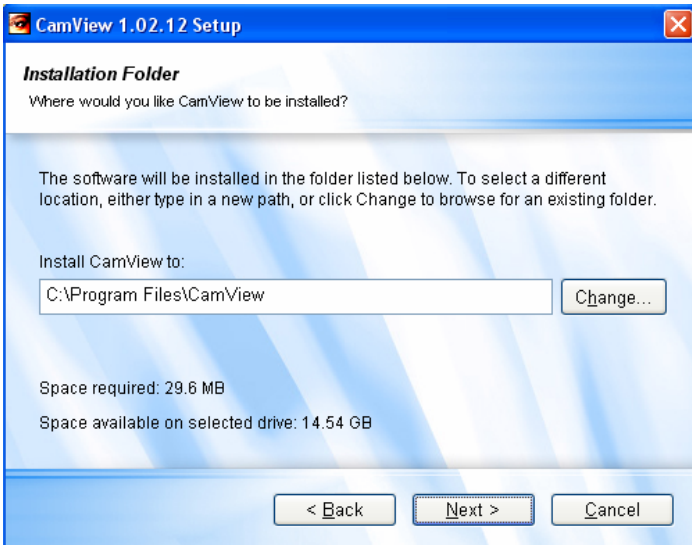 CamView 1.02.12 Setup
Installation Folder
Where would you like CamView to be installed?
The software will be installed in the folder listed below. To select a different
location, either type in a new path, or click Change to browse for an existing folder.
Install CamView to:
C:\Program Files\CamView
Change...
Space required: 29.6 MB
Space available on selected drive: 14.54 GB
< Back
Next >
Cancel